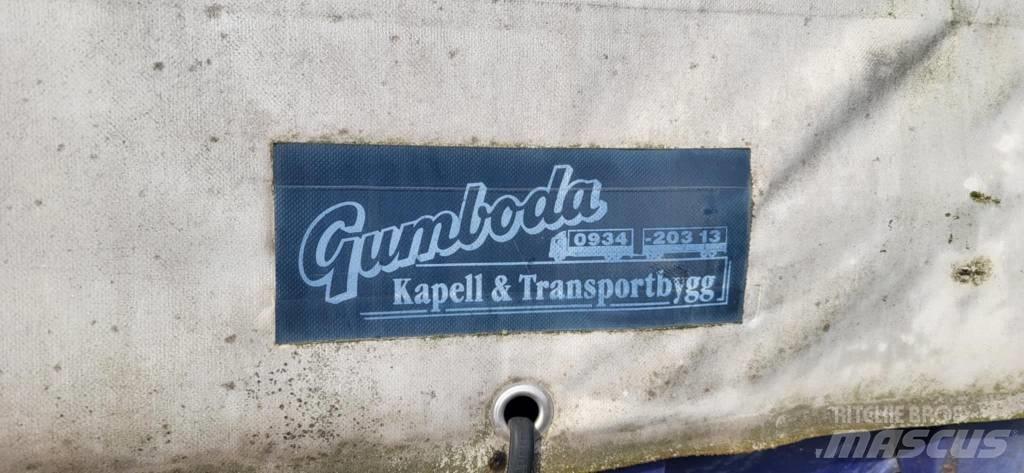 Gumboda
0934 -203 13
Kapell & Transportbygg
RITCHIE BROS
MASCUS